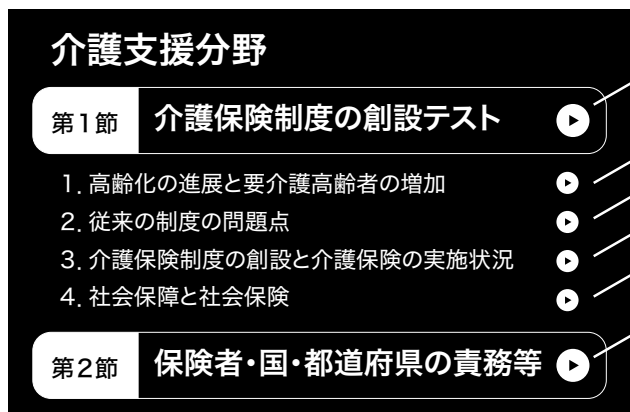 介護支援分野
第1節 介護保険制度の創設テスト
1. 高齢化の進展と要介護高齢者の増加
2. 従来の制度の問題点
3. 介護保険制度の創設と介護保険の実施状況
4. 社会保障と社会保険
第2節 保険者・国・都道府県の責務等